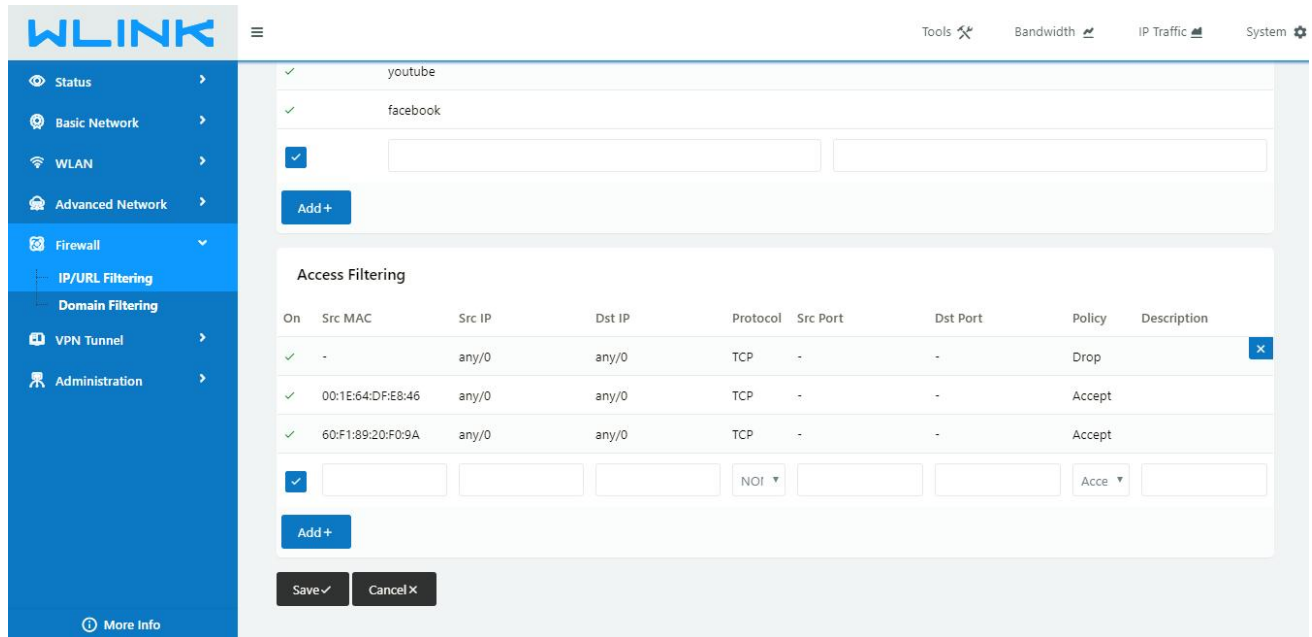 WLINK
Tools Bandwidth IP Traffic System
Status
Basic Network
WLAN
Advanced Network
Firewall
IP/URL Filtering
Domain Filtering
VPN Tunnel
Administration
More Info
youtube
facebook
Add+
Access Filtering
On Src MAC Src IP Dst IP Protocol Src Port Dst Port Policy Description
- any/0 any/0 TCP - - Drop
00:1E:64:DF:E8:46 any/0 any/0 TCP - - Accept
60:F1:89:20:F0:9A any/0 any/0 TCP - - Accept
Acce
Add+
Save Cancel